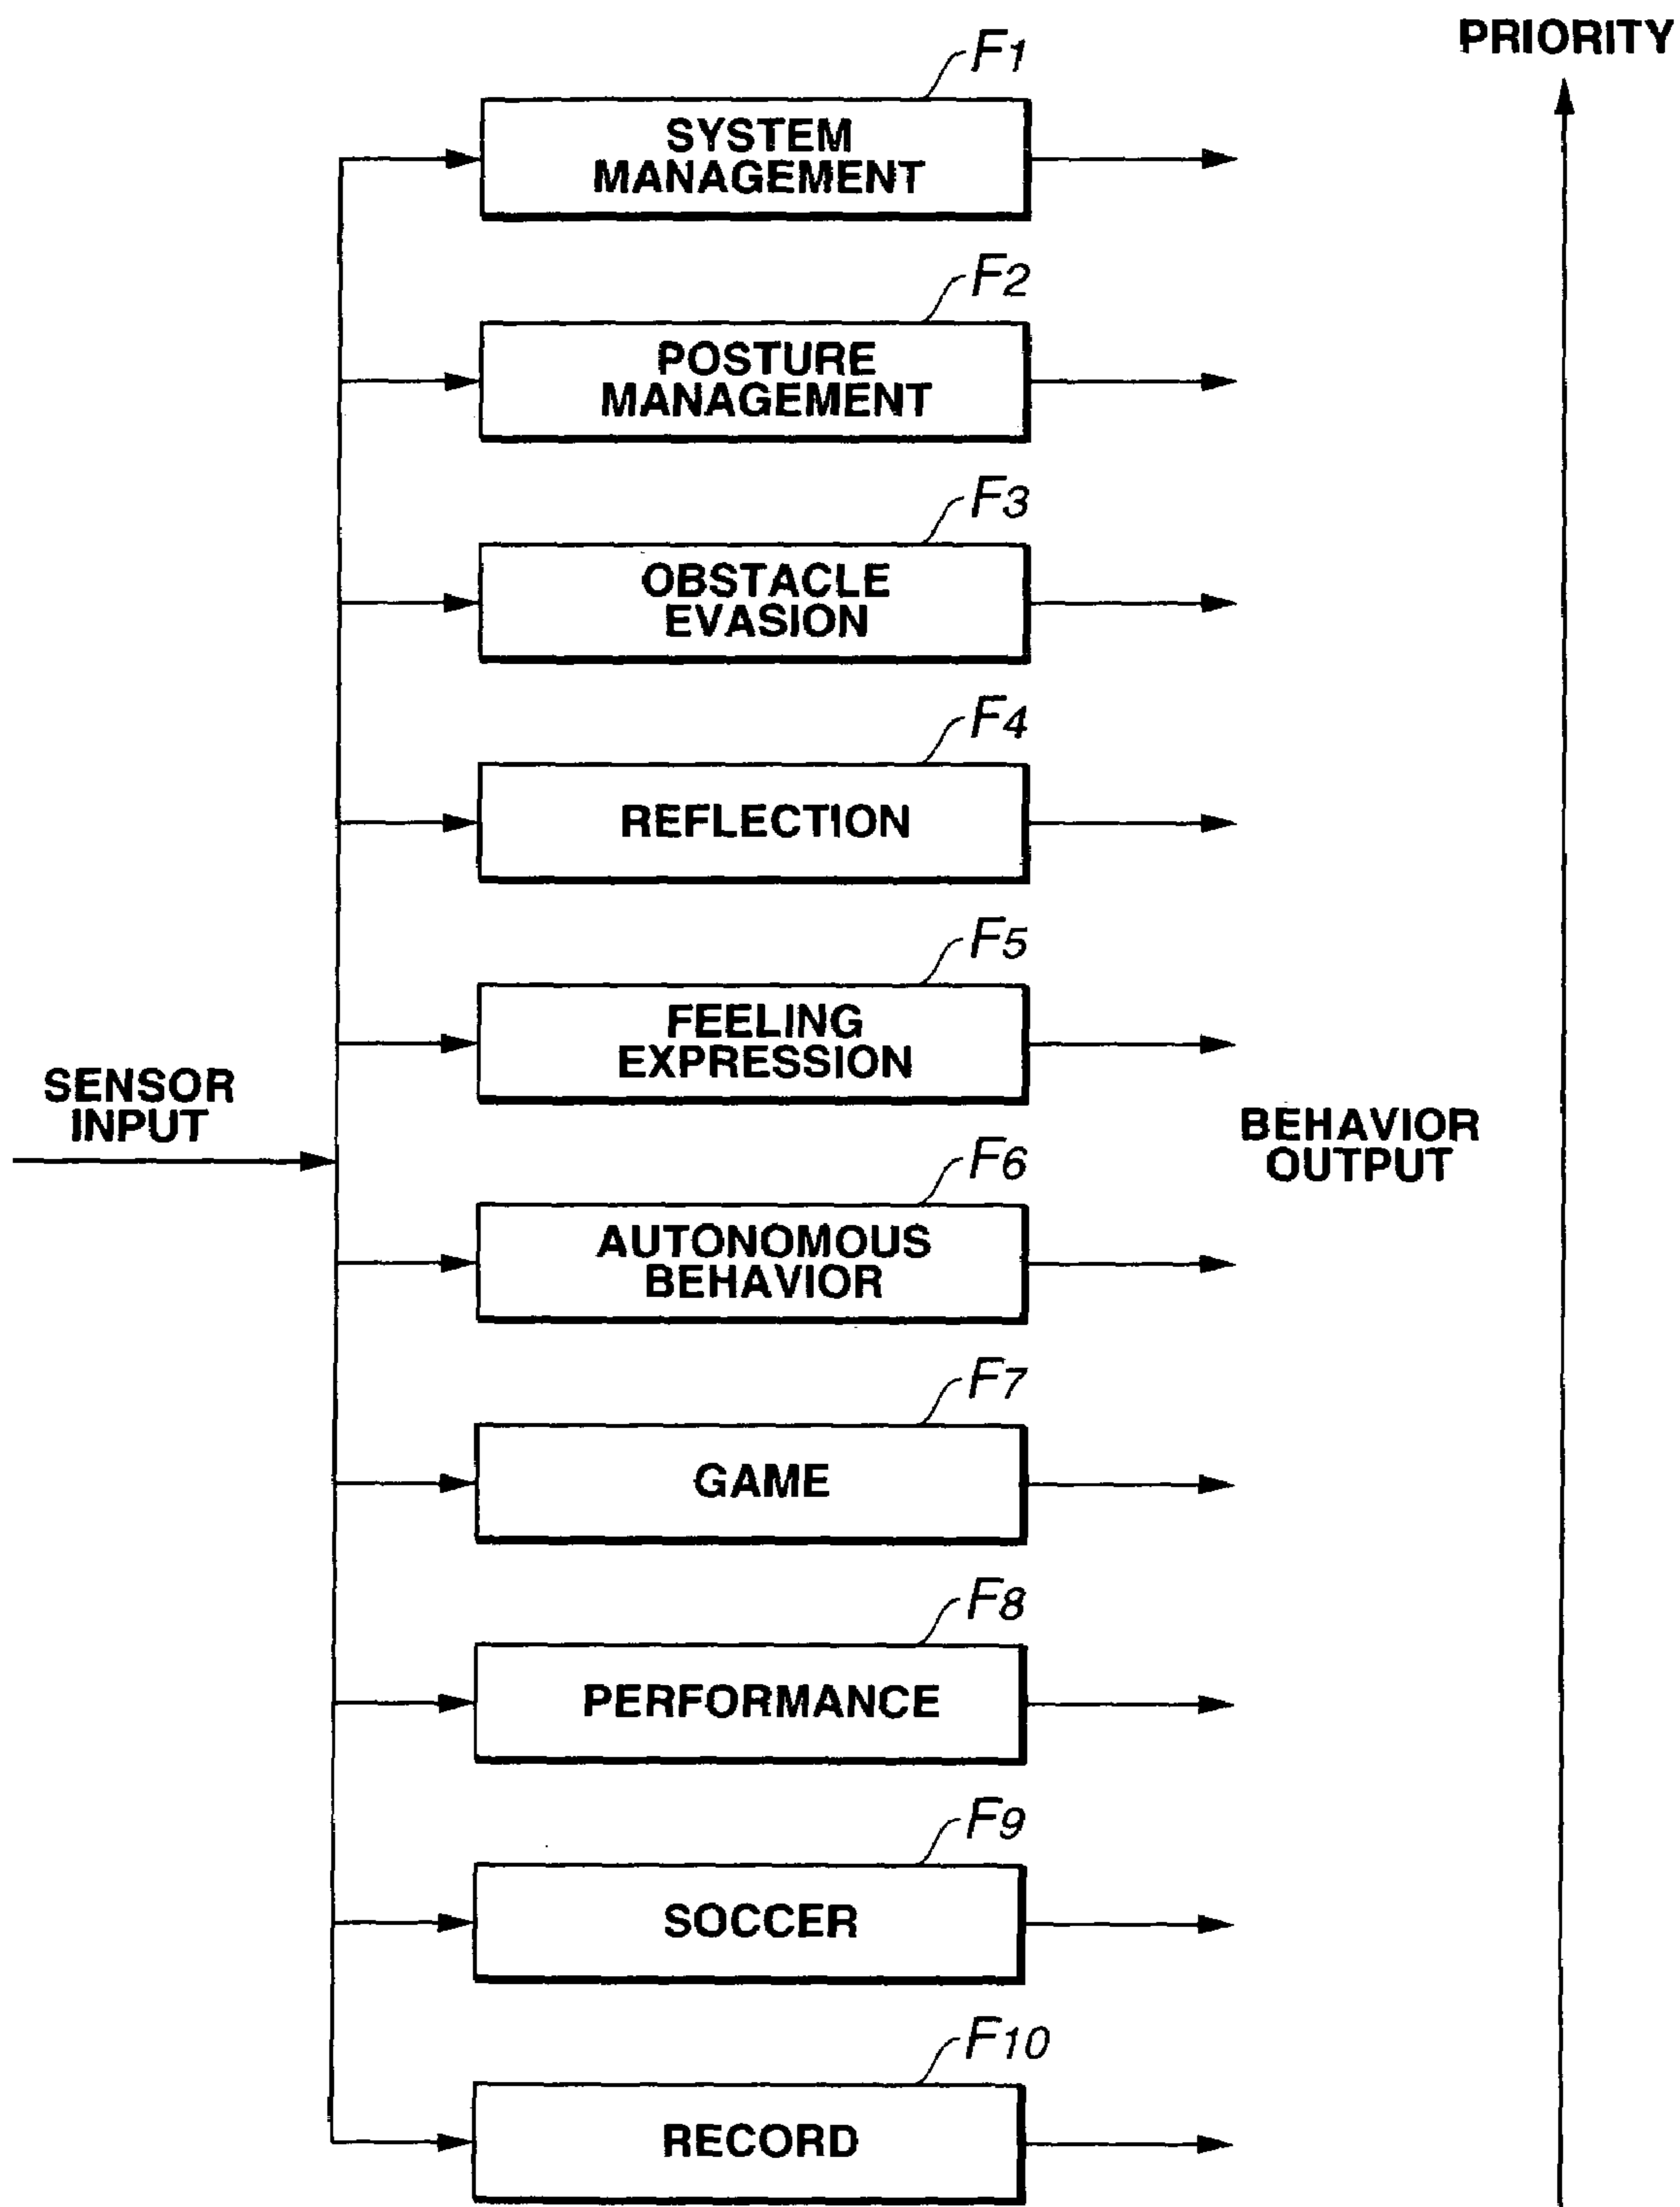 PRIORITY
F1
SYSTEM
MANAGEMENT
F2
POSTURE
MANAGEMENT
F3
OBSTACLE
EVASION
F4
REFLECTION
F5
FEELING
EXPRESSION
SENSOR
INPUT
BEHAVIOR
OUTPUT
F6
AUTONOMOUS
BEHAVIOR
F7
GAME
F8
PERFORMANCE
F9
SOCCER
F10
RECORD